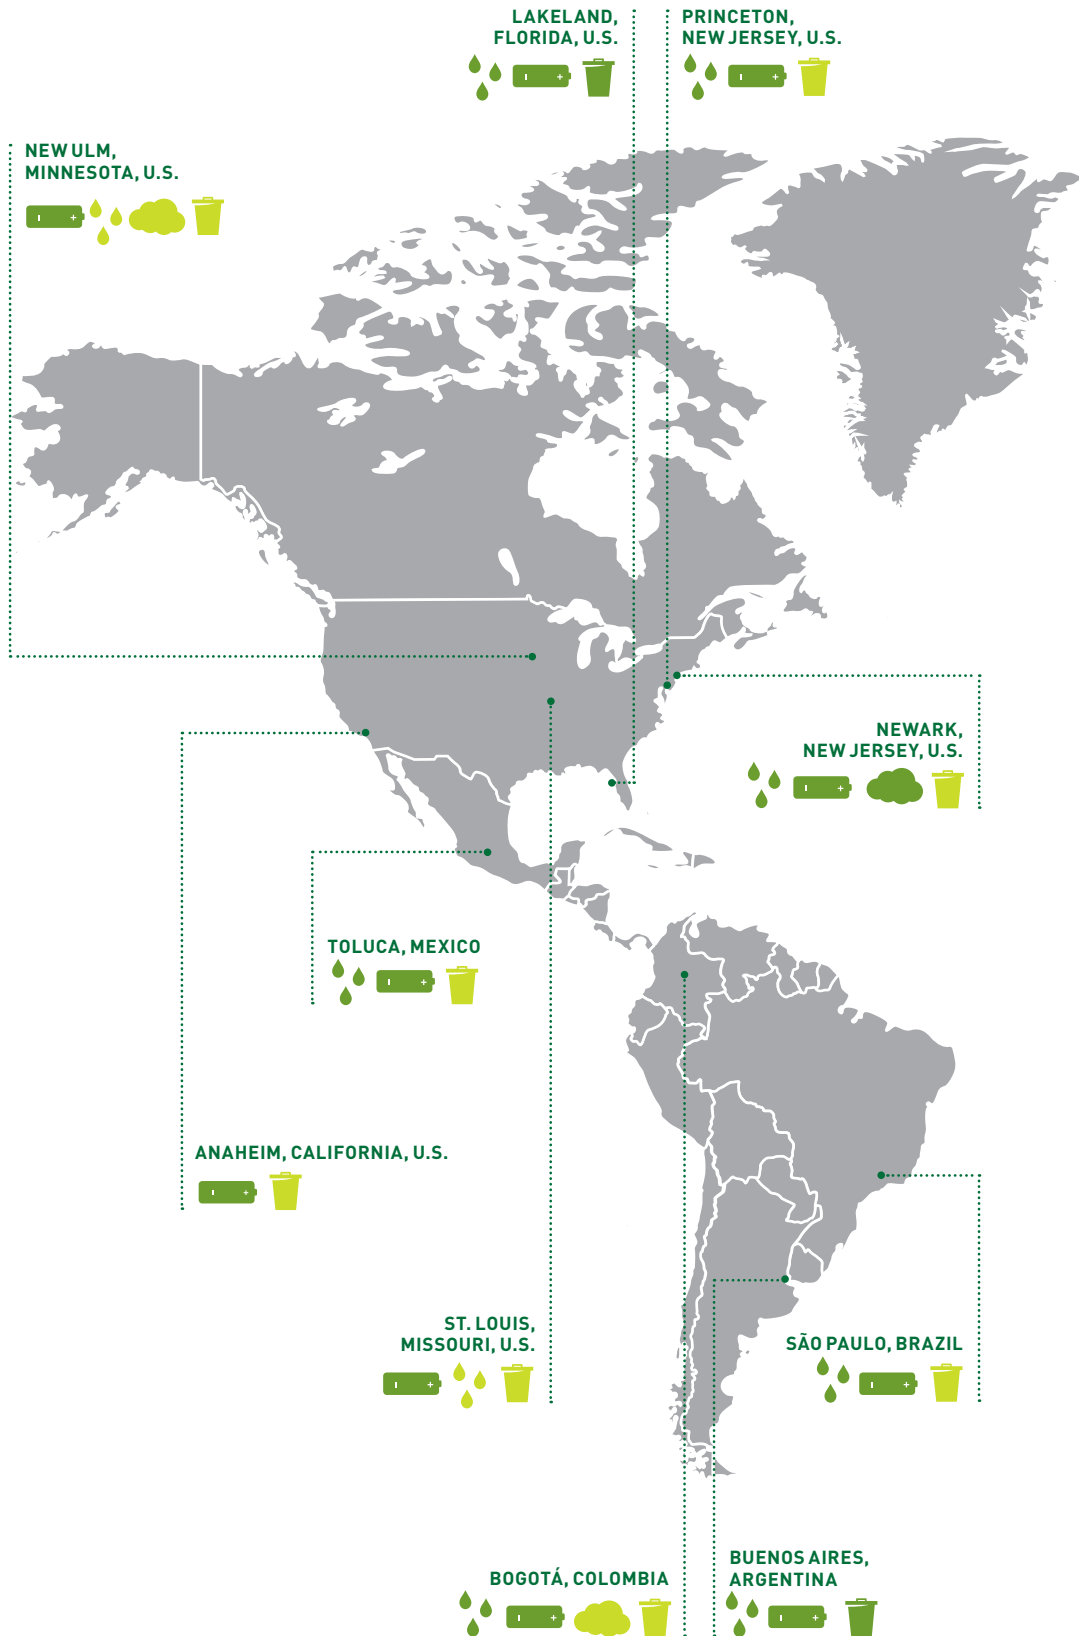 LAKELAND,
FLORIDA, U.S.
PRINCETON,
NEW JERSEY, U.S.
NEW ULM,
MINNESOTA, U.S.
NEWARK,
NEW JERSEY, U.S.
TOLUCA, MEXICO
ANAHEIM, CALIFORNIA, U.S.
ST. LOUIS,
MISSOURI, U.S.
SÃO PAULO, BRAZIL
BOGOTÁ, COLOMBIA
BUENOS AIRES,
ARGENTINA